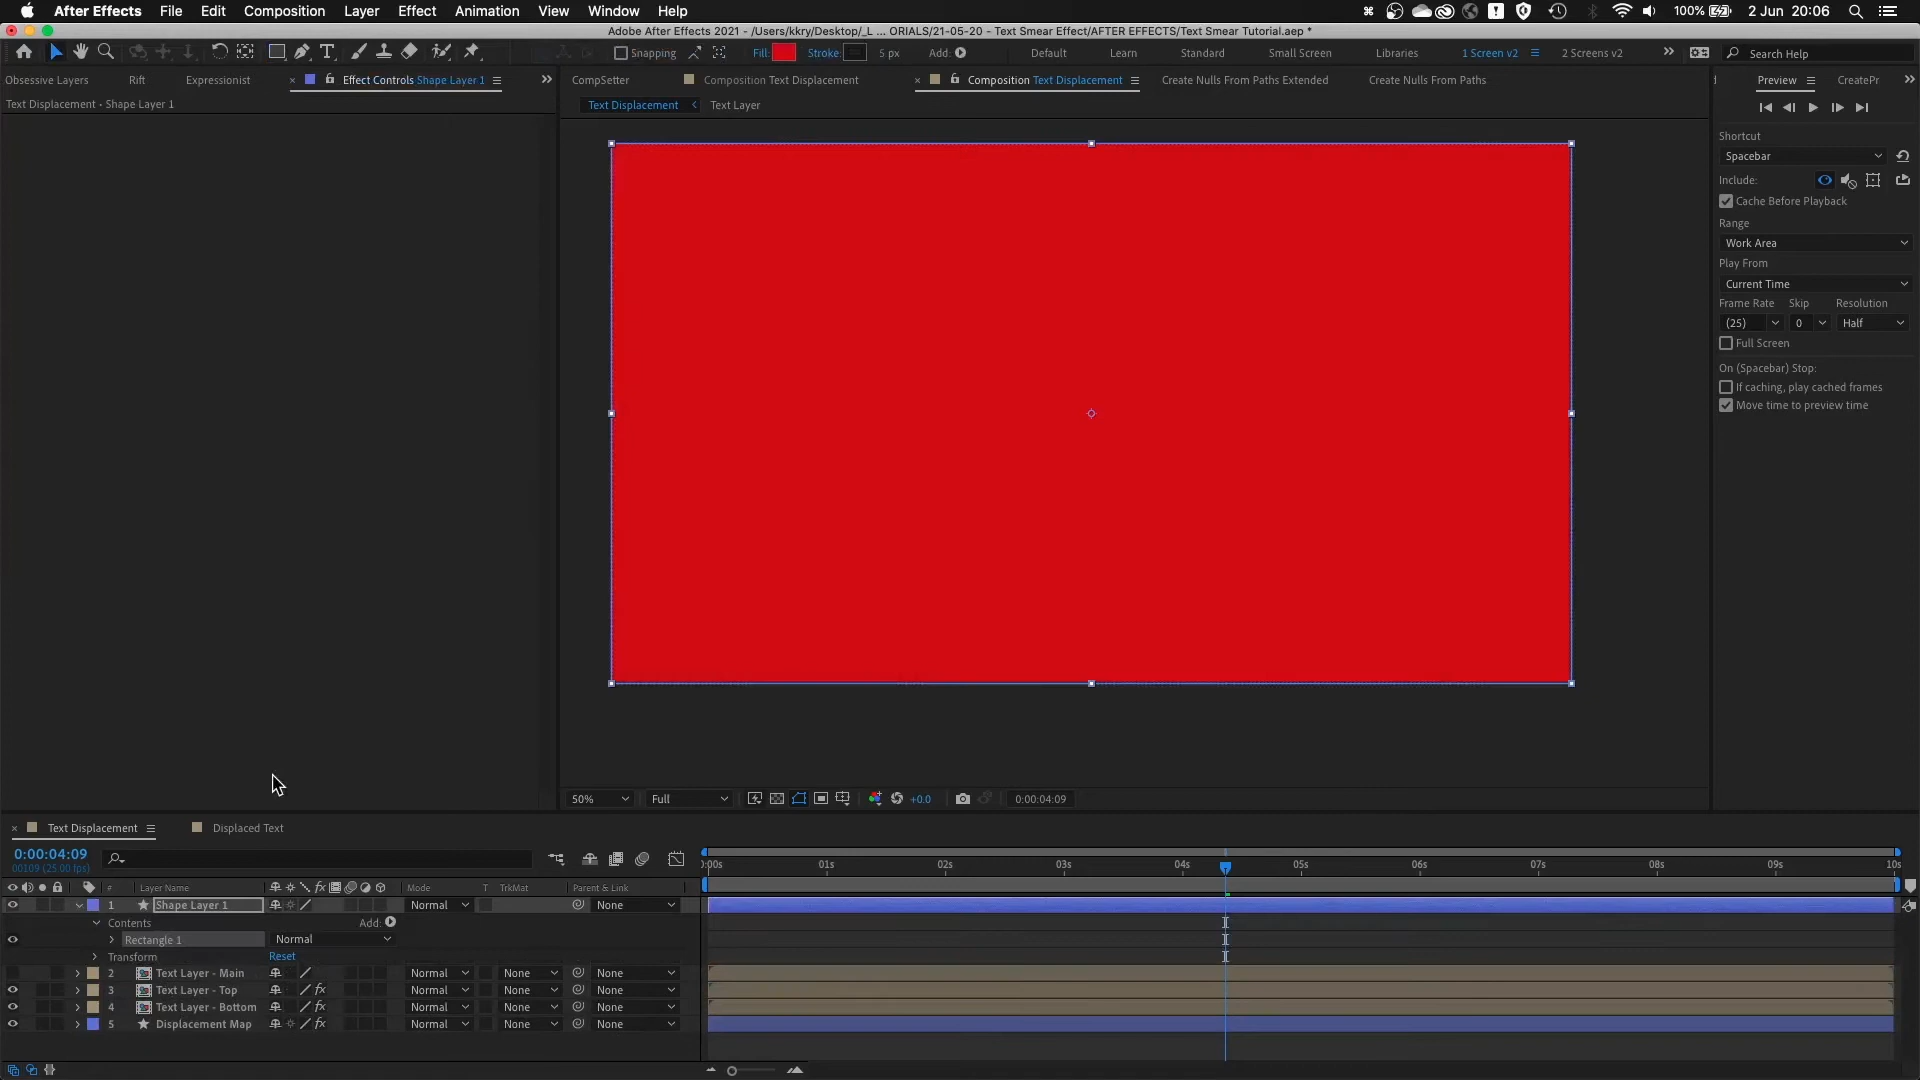 After Effects File Edit Composition Layer Effect Animation View Window Help 100% 2 Jun 20:06
Adobe After Effects 2021 - /Users/kkry/Desktop/_L ... ORIALS/21-05-20 - Text Smear Effect/AFTER EFFECTS/Text Smear Tutorial.aep *
Snapping Fill: Stroke: 5 px Add: Default Learn Standard Small Screen Libraries 1 Screen v2 2 Screens v2 Search Help
Obsessive Layers Rift Expressionist Effect Controls Shape Layer 1 CompSetter Composition Text Displacement Composition Text Displacement Create Nulls From Paths Extended Create Nulls From Paths Preview CreatePr
Text Displacement • Shape Layer 1 Text Displacement Text Layer
Shortcut
Spacebar
Include:
Cache Before Playback
Range
Work Area
Play From
Current Time
Frame Rate Skip Resolution
(25) 0 Half
Full Screen
On (Spacebar) Stop:
If caching, play cached frames
Move time to preview time
50% Full +0.0 0:00:04:09
Text Displacement Displaced Text
0:00:04:09
00109 (25.00 fps)
):00s 01s 02s 03s 04s 05s 06s 07s 08s 09s 10s
# Layer Name Mode T TrkMat Parent & Link
1 Shape Layer 1 Normal None
Contents Add:
Rectangle 1 Normal
Transform Reset
2 Text Layer - Main Normal None None
3 Text Layer - Top Normal None None
4 Text Layer - Bottom Normal None None
5 Displacement Map Normal None None